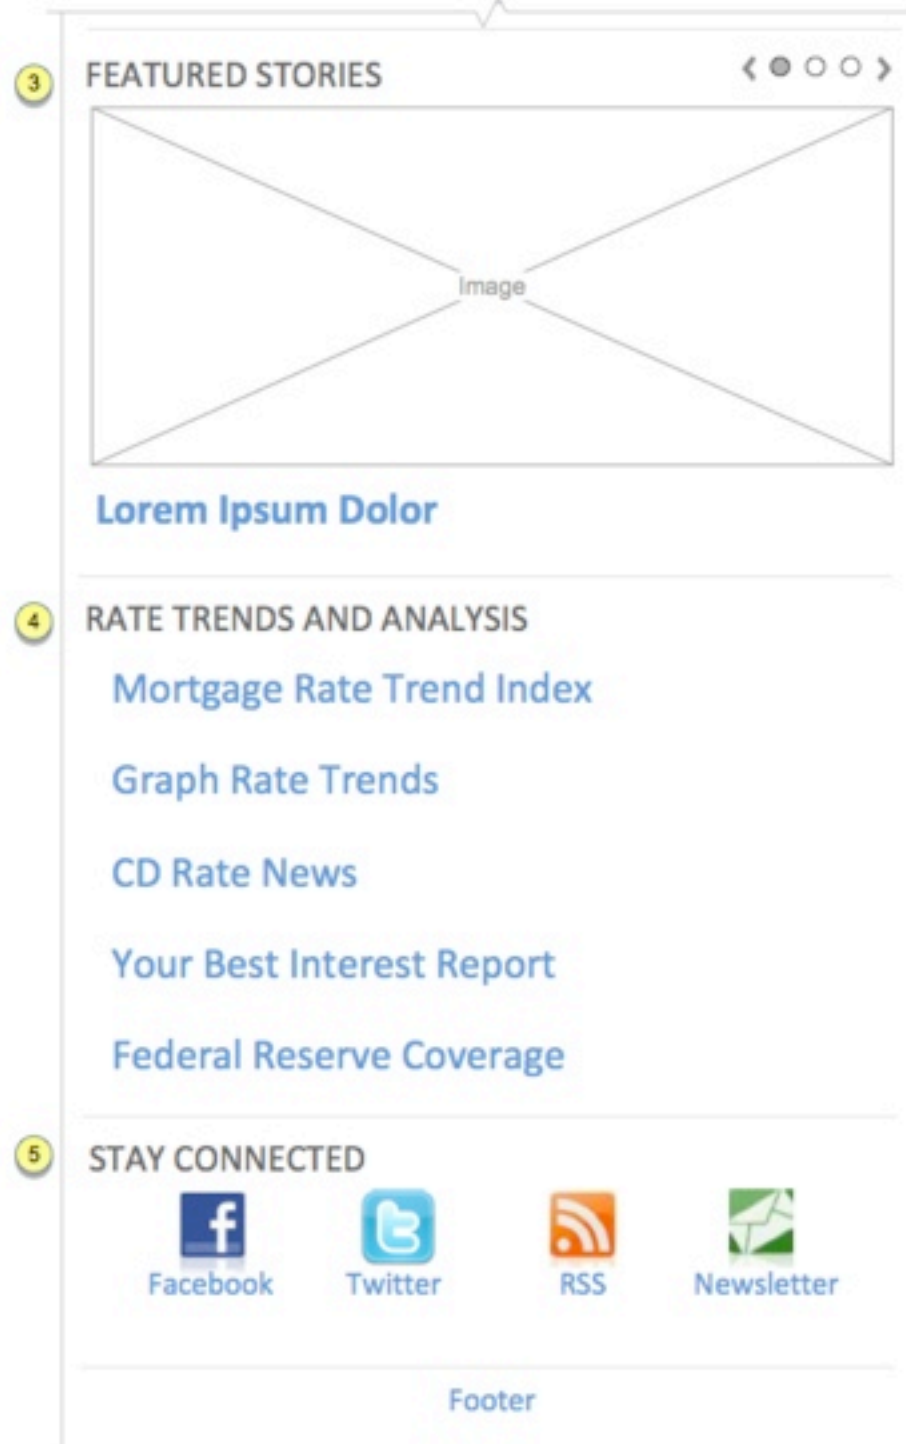 3 FEATURED STORIES
Image
Lorem Ipsum Dolor
4 RATE TRENDS AND ANALYSIS
Mortgage Rate Trend Index
Graph Rate Trends
CD Rate News
Your Best Interest Report
Federal Reserve Coverage
5 STAY CONNECTED
Facebook Twitter RSS Newsletter
Footer